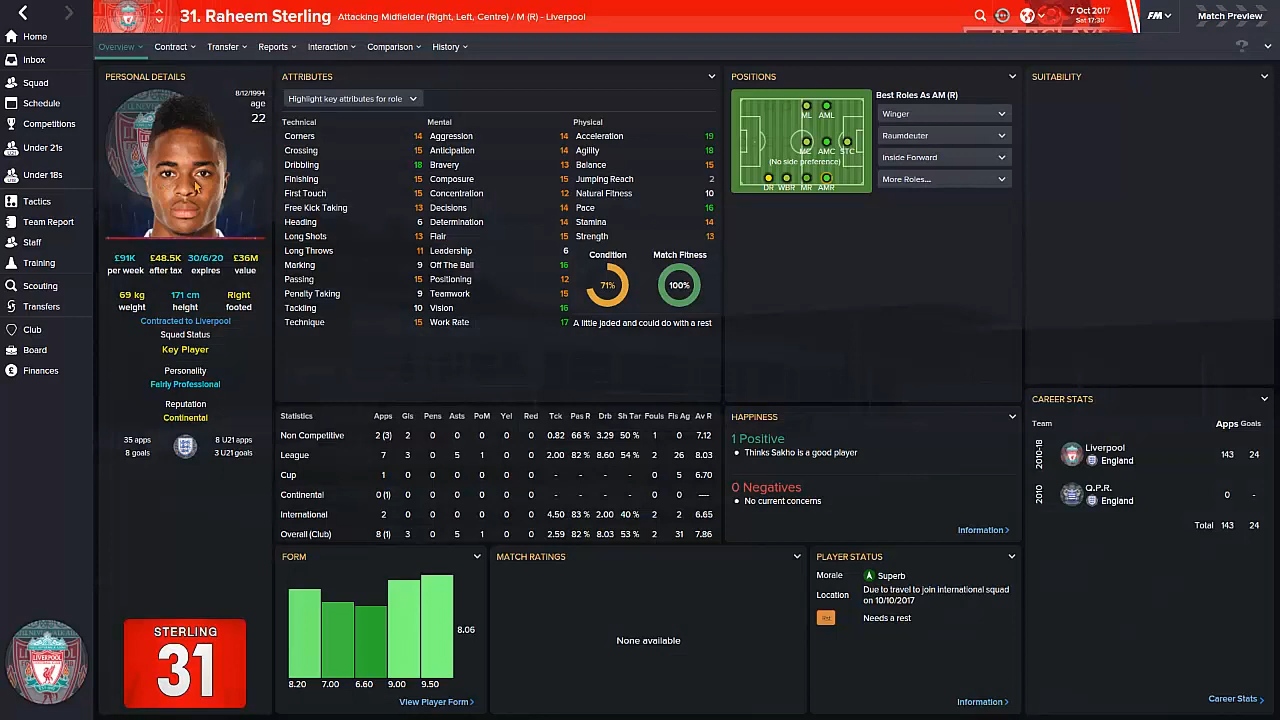 31. Raheem Sterling Attacking Midfielder (Right, Left, Centre) / M (R) - Liverpool
7 Oct 2017
Sat 17:30
FM
Match Preview
Home
Inbox
Squad
Schedule
Competitions
Under 21s
Under 18s
Tactics
Team Report
Staff
Training
Scouting
Transfers
Club
Board
Finances
Overview Contract Transfer Reports Interaction Comparison History
PERSONAL DETAILS
8/12/1994
age
22
£91K £48.5K 30/6/20 £36M
per week after tax expires value
69 kg 171 cm Right
weight height footed
Contracted to Liverpool
Squad Status
Key Player
Personality
Fairly Professional
Reputation
Continental
35 apps 8 U21 apps
8 goals 3 U21 goals
STERLING
31
ATTRIBUTES
Highlight key attributes for role
Technical Mental Physical
Corners 14 Aggression 14 Acceleration 19
Crossing 15 Anticipation 14 Agility 18
Dribbling 18 Bravery 13 Balance 15
Finishing 15 Composure 15 Jumping Reach 2
First Touch 15 Concentration 12 Natural Fitness 10
Free Kick Taking 13 Decisions 14 Pace 16
Heading 6 Determination 14 Stamina 14
Long Shots 13 Flair 15 Strength 13
Long Throws 11 Leadership 6
Marking 9 Off The Ball 16
Passing 15 Positioning 12
Penalty Taking 9 Teamwork 15
Tackling 10 Vision 16
Technique 15 Work Rate 17
Condition Match Fitness
71% 100%
A little jaded and could do with a rest
POSITIONS
ML AML
MC AMC STC
(No side preference)
DR WBR MR AMR
Best Roles As AM (R)
Winger
Raumdeuter
Inside Forward
More Roles...
SUITABILITY
Statistics Apps Gls Pens Asts PoM Yel Red Tck Pas R Drb Sh Tar Fouls Fls Ag Av R
Non Competitive 2 (3) 2 0 0 0 0 0 0.82 66 % 3.29 50 % 1 0 7.12
League 7 3 0 5 1 0 0 2.00 82 % 8.60 54 % 2 26 8.03
Cup 1 0 0 0 0 0 0 - - - - 0 5 6.70
Continental 0 (1) 0 0 0 0 0 0 - - - - 0 0 ---
International 2 0 0 0 0 0 0 4.50 83 % 2.00 40 % 2 2 6.65
Overall (Club) 8 (1) 3 0 5 1 0 0 2.59 82 % 8.03 53 % 2 31 7.86
HAPPINESS
1 Positive
• Thinks Sakho is a good player
0 Negatives
• No current concerns
Information >
CAREER STATS
Team Apps Goals
2010-18 Liverpool
England 143 24
2010 Q.P.R.
England 0 -
Total 143 24
Career Stats >
FORM
8.06
8.20 7.00 6.60 9.00 9.50
View Player Form >
MATCH RATINGS
None available
PLAYER STATUS
Morale Superb
Location Due to travel to join international squad
on 10/10/2017
Rst Needs a rest
Information >